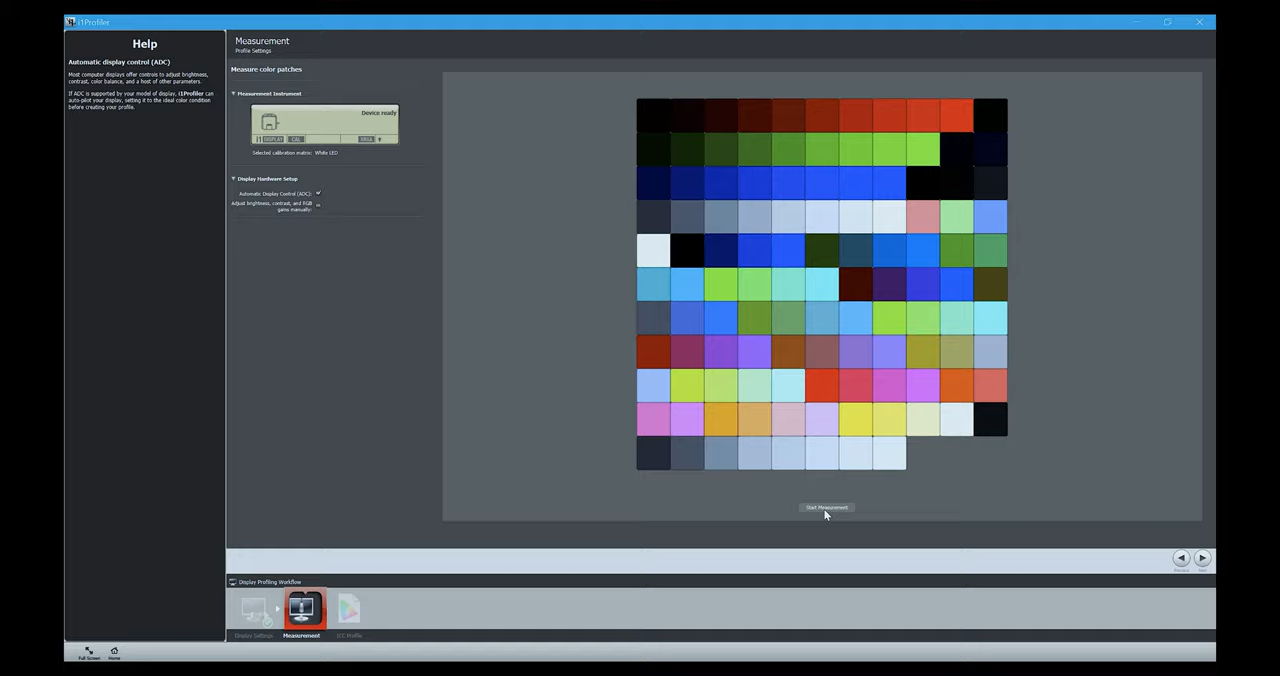 i1Profiler
Help
Automatic display control (ADC)
Most computer displays offer controls to adjust brightness,
contrast, color balance, and a host of other parameters.
If ADC is supported by your model of display, i1Profiler can
auto-pilot your display, setting it to the ideal color condition
before creating your profile.
Measurement
Profile Settings
Measure color patches
Measurement Instrument
Device ready
i1 DISPLAY CAL
Selected calibration matrix: White LED
Display Hardware Setup
Automatic Display Control (ADC):
Adjust brightness, contrast, and RGB
gains manually:
Start Measurement
Next
Display Profiling Workflow
Display Settings
Measurement
ICC Profile
Full Screen
Home